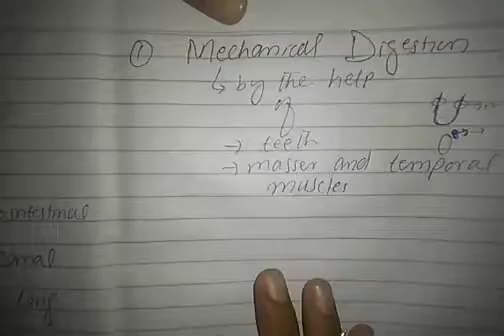 ① Mechanical Digestion
↳ by the help
of
→ teeth
→ masser and temporal
muscles
intestinal